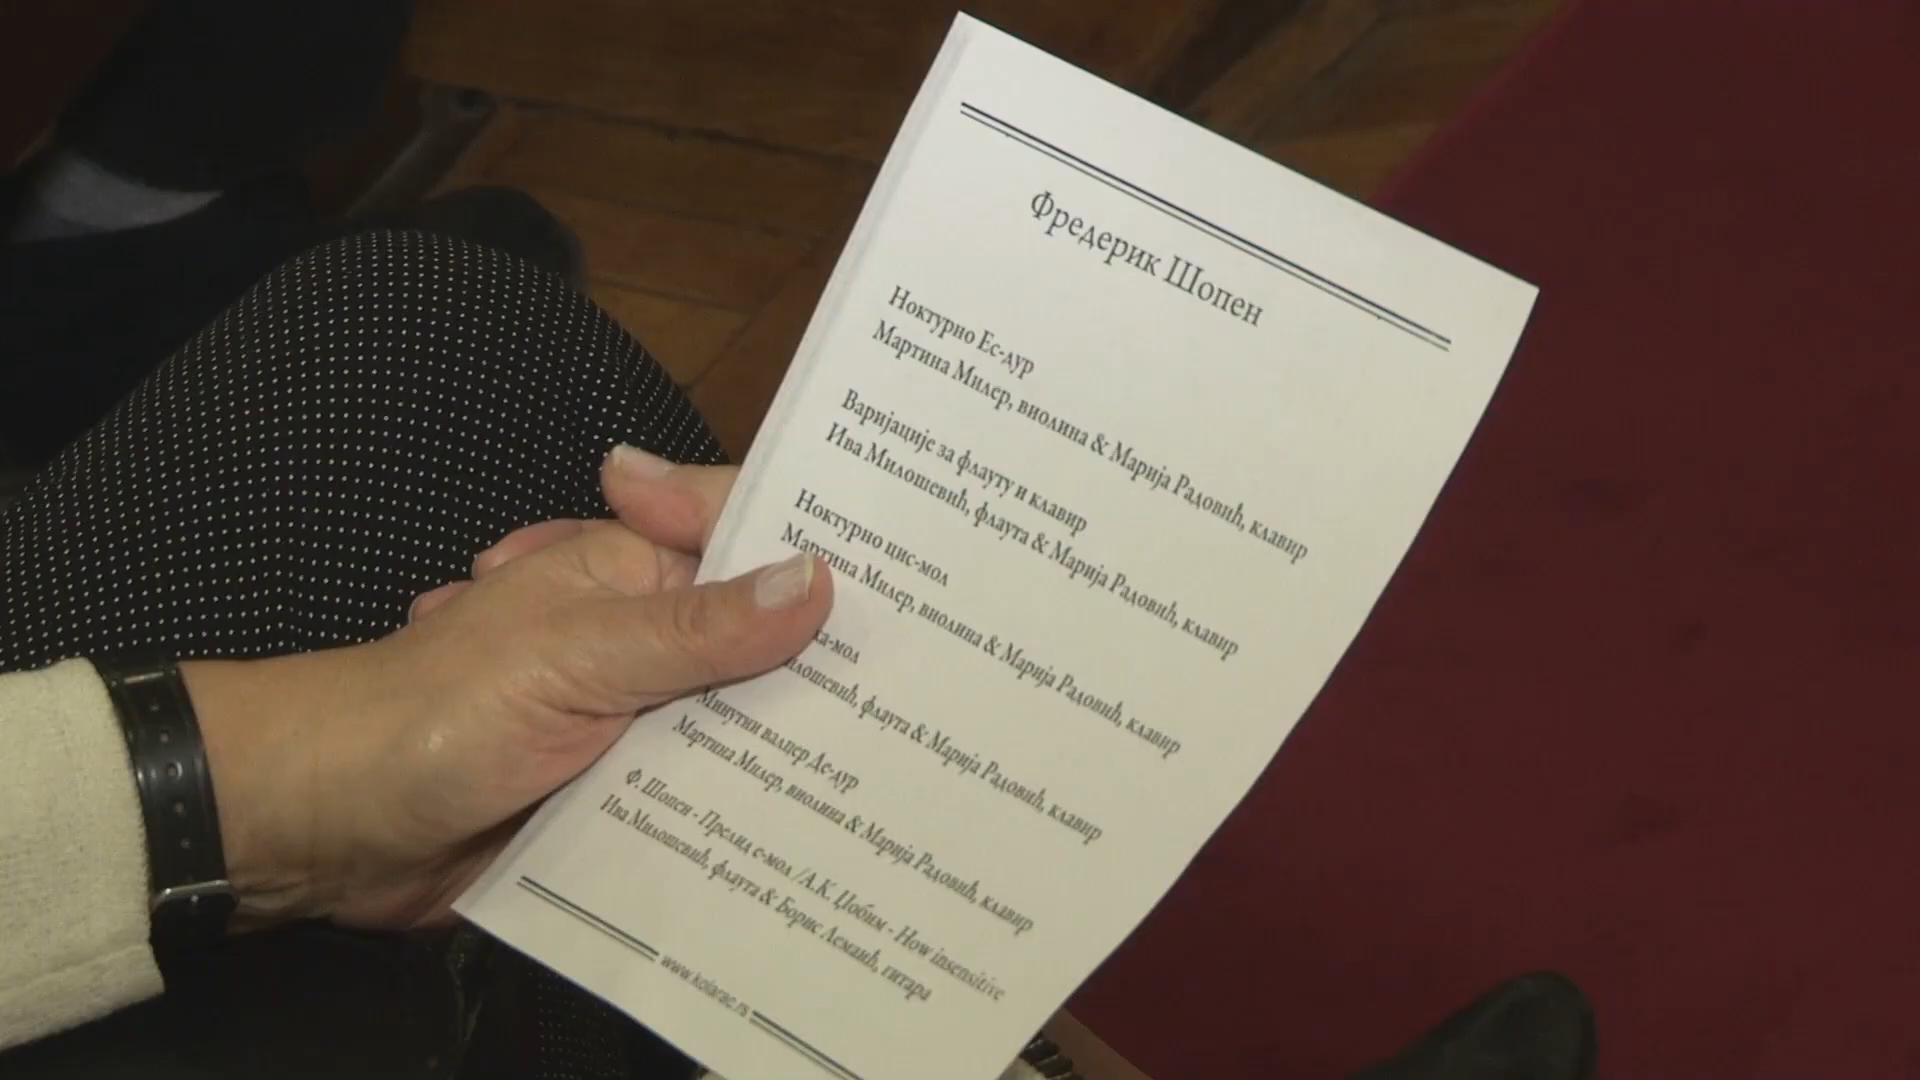 Фредерик Шопен
Ноктурно Ес-дур
Мартина Милер, виолина & Марија Радовић, клавир
Варијације за флауту и клавир
Ива Милошевић, флаута & Марија Радовић, клавир
Ноктурно цис-мол
Мартина Милер, виолина & Марија Радовић, клавир
флаута & Марија Радовић, клавир
Минутни валцер Де-дур
Мартина Милер, виолина & Марија Радовић, клавир
Ф. Шопен - Прелид с-мол /А.К. Џобим - How insensitive
Ива Милошевић, флаута & Борис Лемаић, гитара
www.kolarac.rs